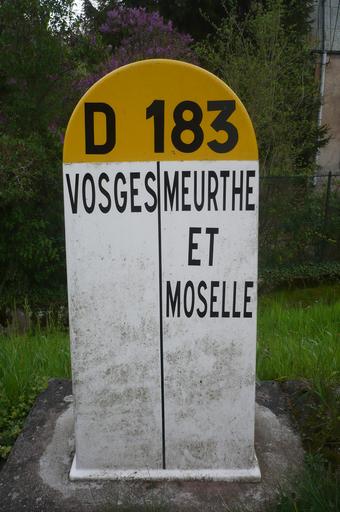 D 183
VOSGES MEURTHE
ET
MOSELLE